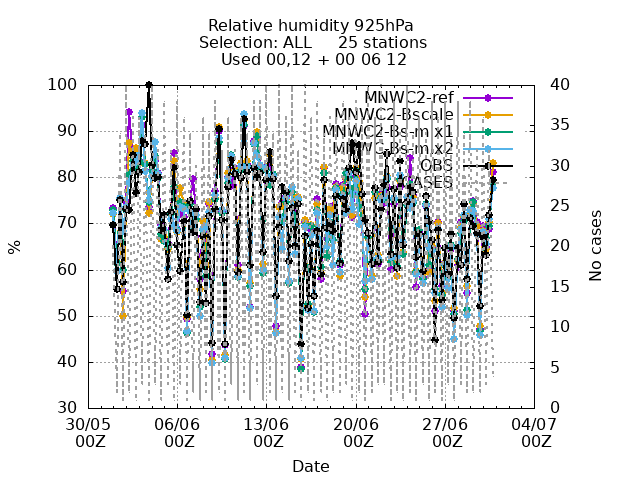 Relative humidity 925hPa
Selection: ALL 25 stations
Used 00,12 + 00 06 12
MNWC2-ref
MNWC2-Bscale
MNWC2-Bs-m x1
MNWC-Bs-m x2
OBS
100
90
80
70
60
50
40
30
%
40
35
30
25
20
15
10
5
0
No cases
30/05 06/06 13/06 20/06 27/06 04/07
00Z 00Z 00Z 00Z 00Z 00Z
Date